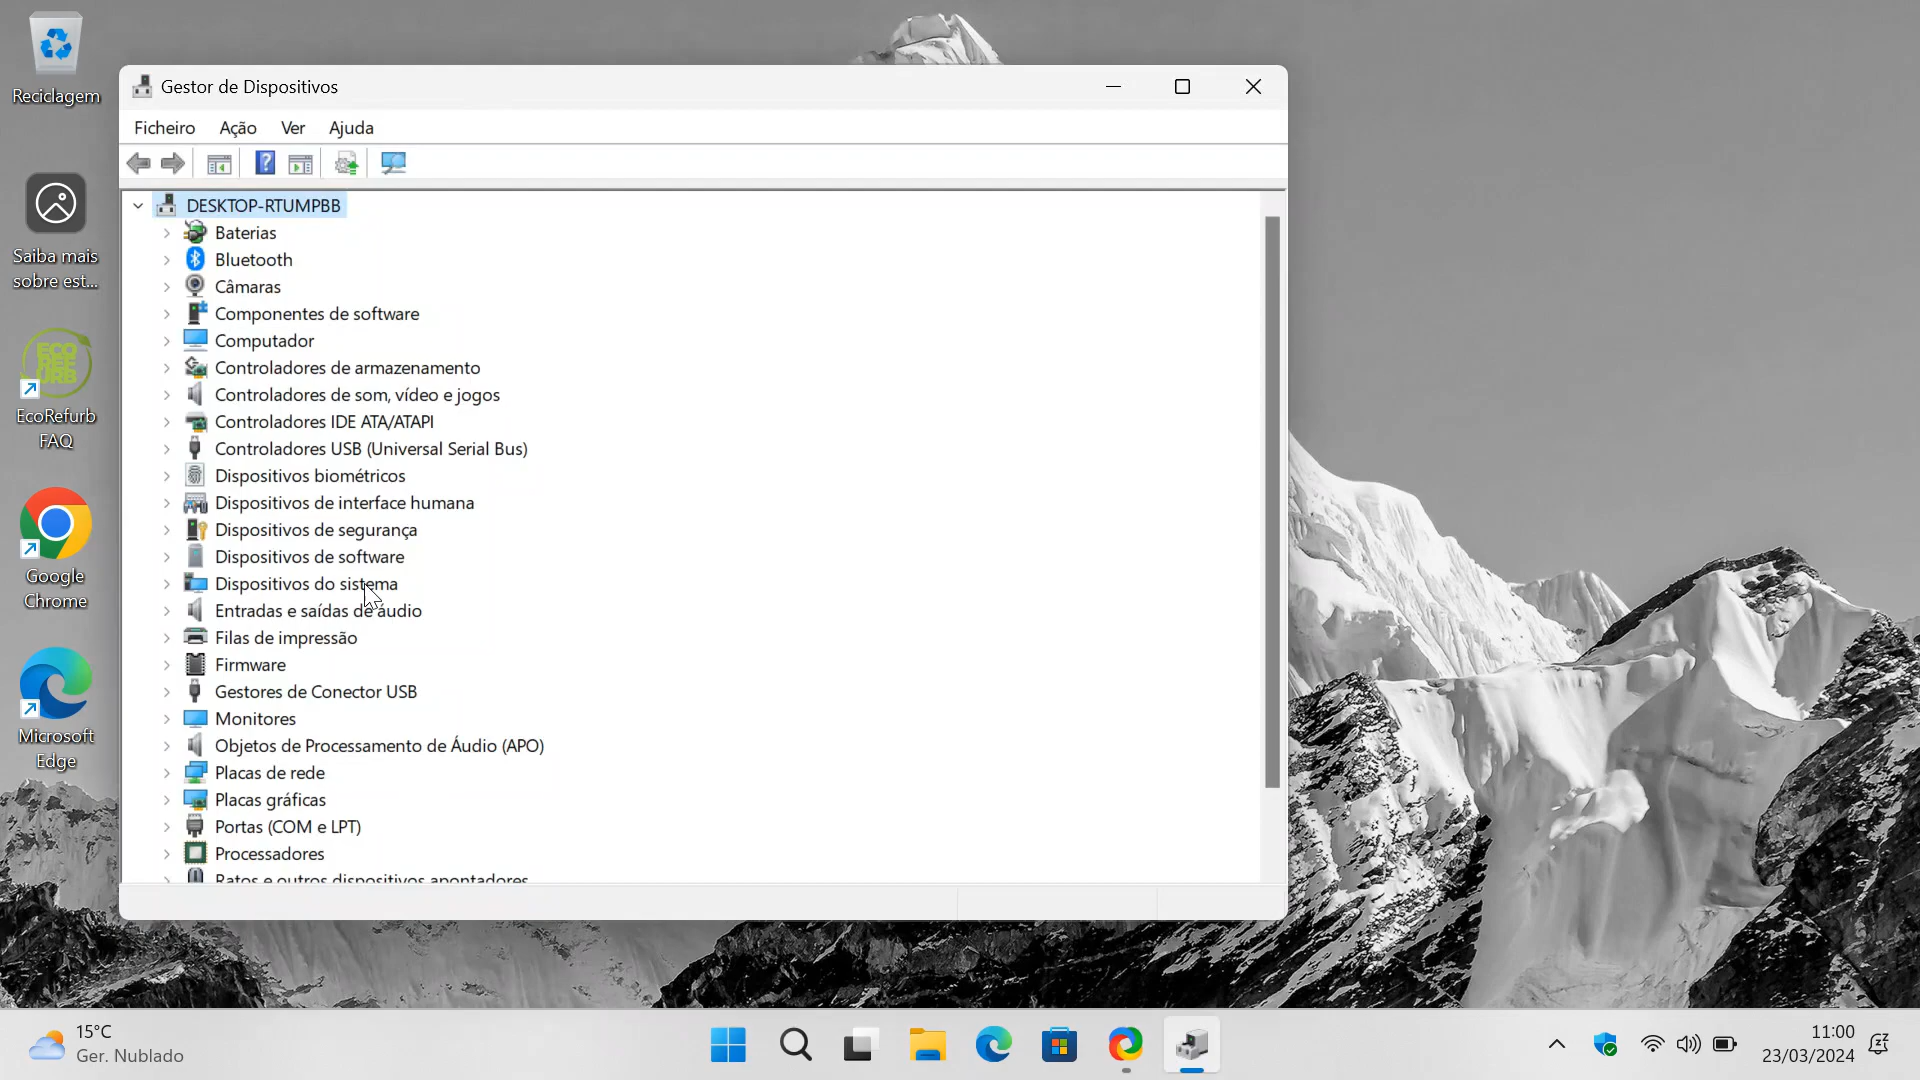 Reciclagem
Saiba mais
sobre est...
ECO
REF
URB
EcoRefurb
FAQ
Google
Chrome
Microsoft
Edge
Gestor de Dispositivos
Ficheiro Ação Ver Ajuda
DESKTOP-RTUMPBB
Baterias
Bluetooth
Câmaras
Componentes de software
Computador
Controladores de armazenamento
Controladores de som, vídeo e jogos
Controladores IDE ATA/ATAPI
Controladores USB (Universal Serial Bus)
Dispositivos biométricos
Dispositivos de interface humana
Dispositivos de segurança
Dispositivos de software
Dispositivos do sistema
Entradas e saídas de áudio
Filas de impressão
Firmware
Gestores de Conector USB
Monitores
Objetos de Processamento de Áudio (APO)
Placas de rede
Placas gráficas
Portas (COM e LPT)
Processadores
Ratos e outros dispositivos apontadores
15°C
Ger. Nublado
11:00
23/03/2024